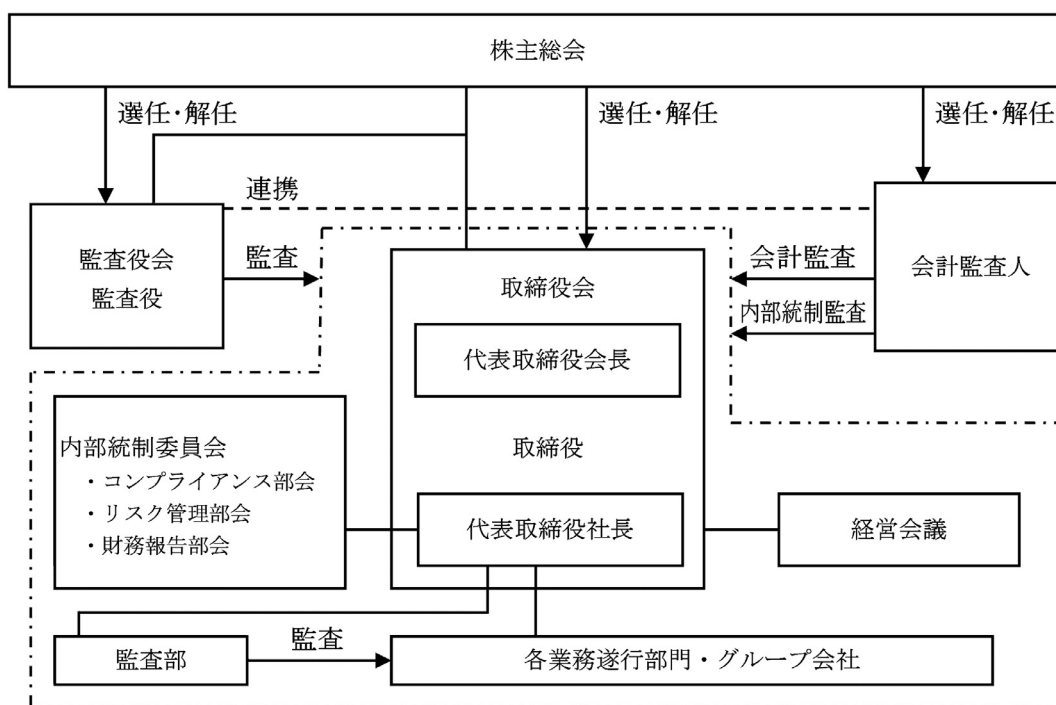 株主総会
選任・解任
選任・解任
選任・解任
連携
監査役会
監査役
監査
取締役会
会計監査
内部統制監査
会計監査人
代表取締役会長
取締役
代表取締役社長
内部統制委員会
・コンプライアンス部会
・リスク管理部会
・財務報告部会
経営会議
監査部
監査
各業務遂行部門・グループ会社